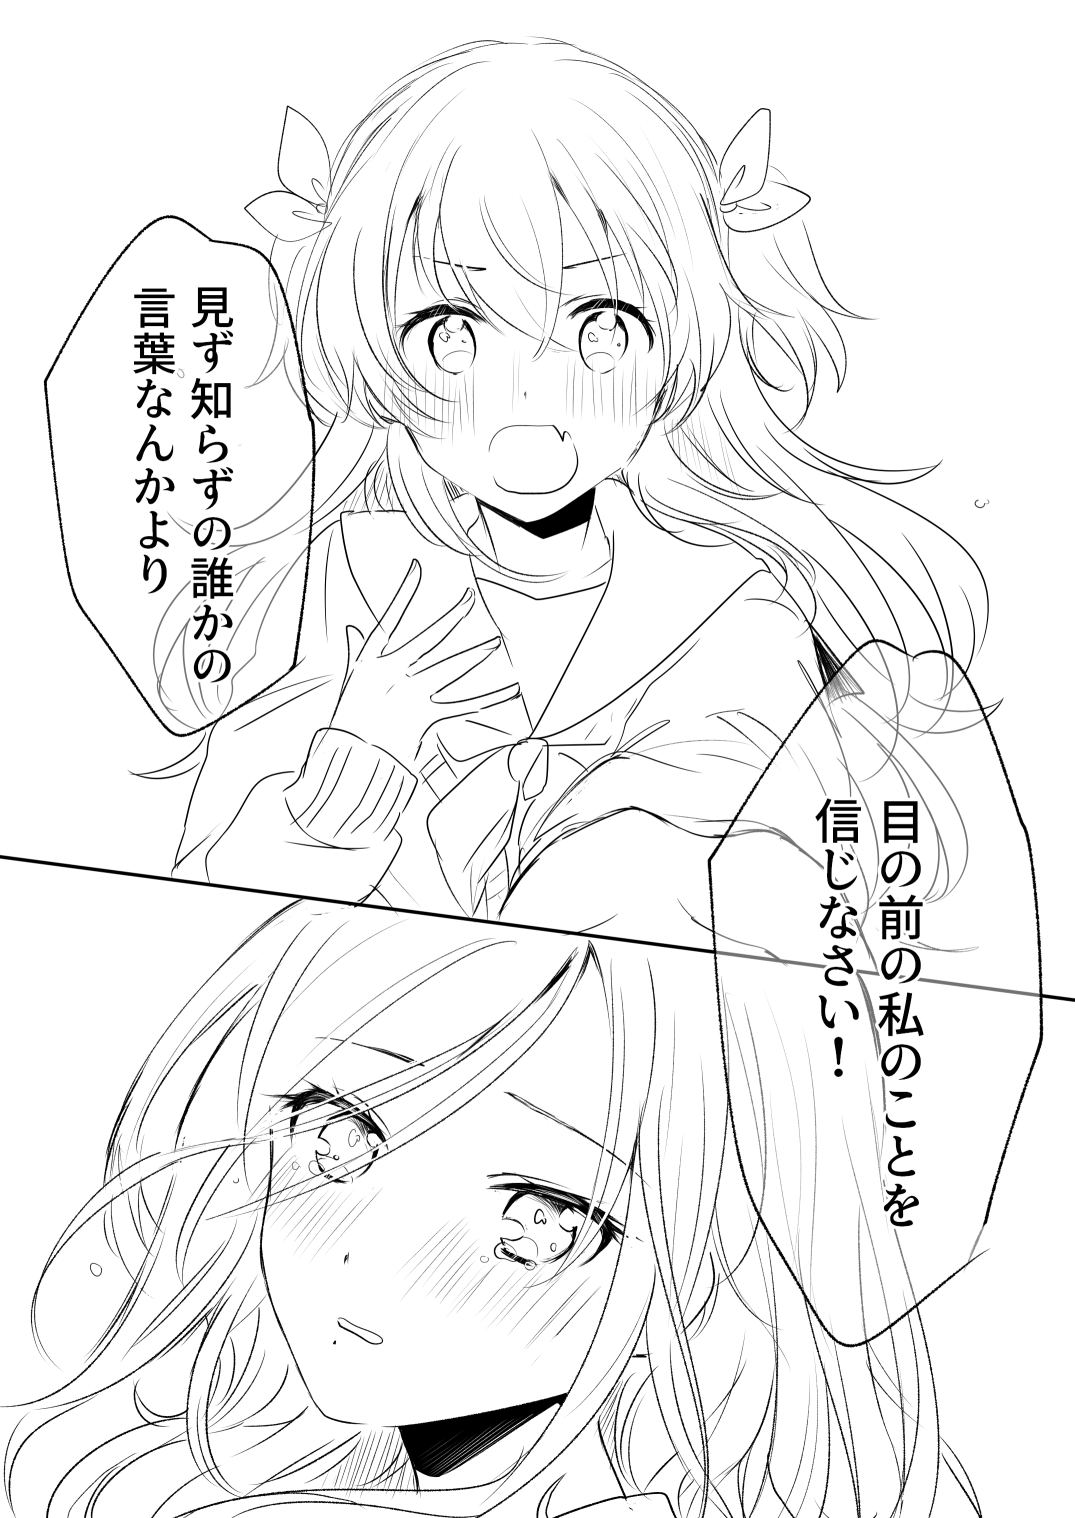 見ず知らずの誰かの
言葉なんかより
目の前の私のことを
信じなさい！